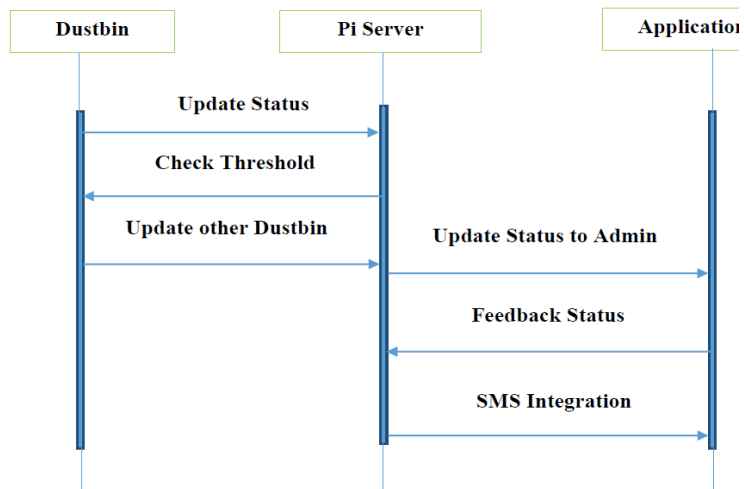 Dustbin
Pi Server
Application
Update Status
Check Threshold
Update other Dustbin
Update Status to Admin
Feedback Status
SMS Integration